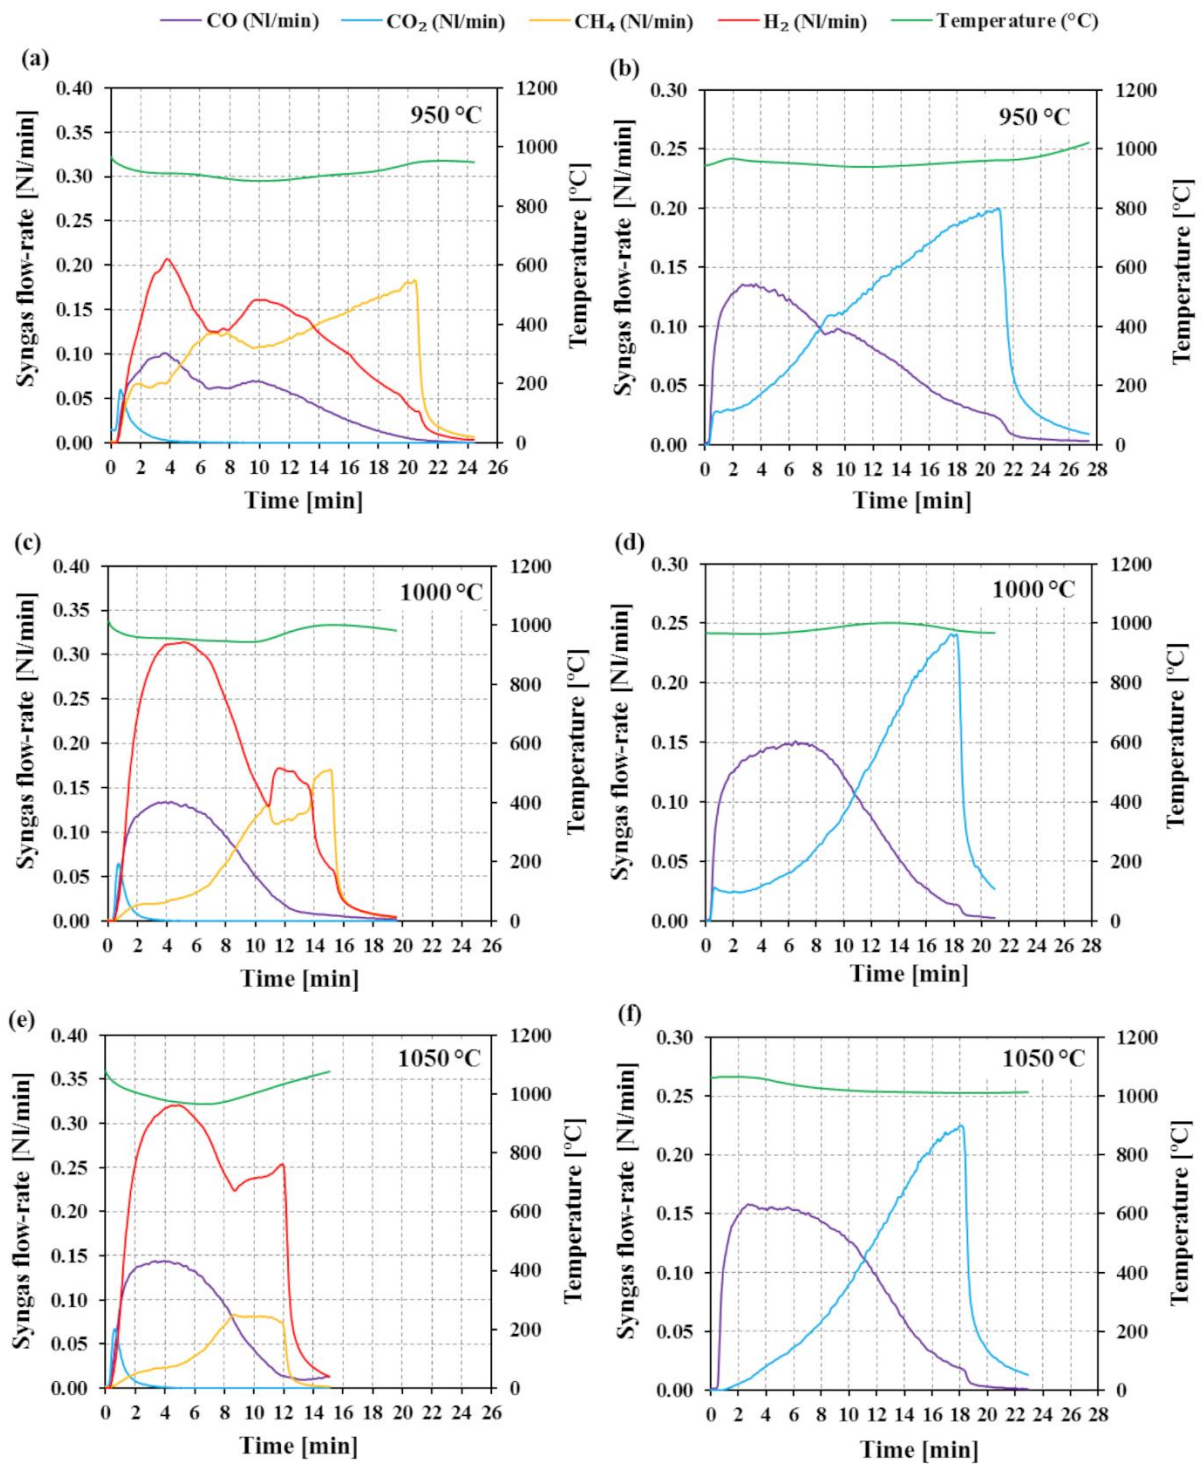 CO (Nl/min) CO₂ (Nl/min) CH₄ (Nl/min) H₂ (Nl/min) Temperature (°C)
(a)
950 °C
Syngas flow-rate [Nl/min]
0.40
0.35
0.30
0.25
0.20
0.15
0.10
0.05
0.00
1200
1000
800
600
400
200
0
Temperature [°C]
0 2 4 6 8 10 12 14 16 18 20 22 24 26
Time [min]
(b)
950 °C
Syngas flow-rate [Nl/min]
0.30
0.25
0.20
0.15
0.10
0.05
0.00
1200
1000
800
600
400
200
0
Temperature [°C]
0 2 4 6 8 10 12 14 16 18 20 22 24 26 28
Time [min]
(c)
1000 °C
Syngas flow-rate [Nl/min]
0.40
0.35
0.30
0.25
0.20
0.15
0.10
0.05
0.00
1200
1000
800
600
400
200
0
Temperature [°C]
0 2 4 6 8 10 12 14 16 18 20 22 24 26
Time [min]
(d)
1000 °C
Syngas flow-rate [Nl/min]
0.30
0.25
0.20
0.15
0.10
0.05
0.00
1200
1000
800
600
400
200
0
Temperature [°C]
0 2 4 6 8 10 12 14 16 18 20 22 24 26 28
Time [min]
(e)
1050 °C
Syngas flow-rate [Nl/min]
0.40
0.35
0.30
0.25
0.20
0.15
0.10
0.05
0.00
1200
1000
800
600
400
200
0
Temperature [°C]
0 2 4 6 8 10 12 14 16 18 20 22 24 26
Time [min]
(f)
1050 °C
Syngas flow-rate [Nl/min]
0.30
0.25
0.20
0.15
0.10
0.05
0.00
1200
1000
800
600
400
200
0
Temperature [°C]
0 2 4 6 8 10 12 14 16 18 20 22 24 26 28
Time [min]